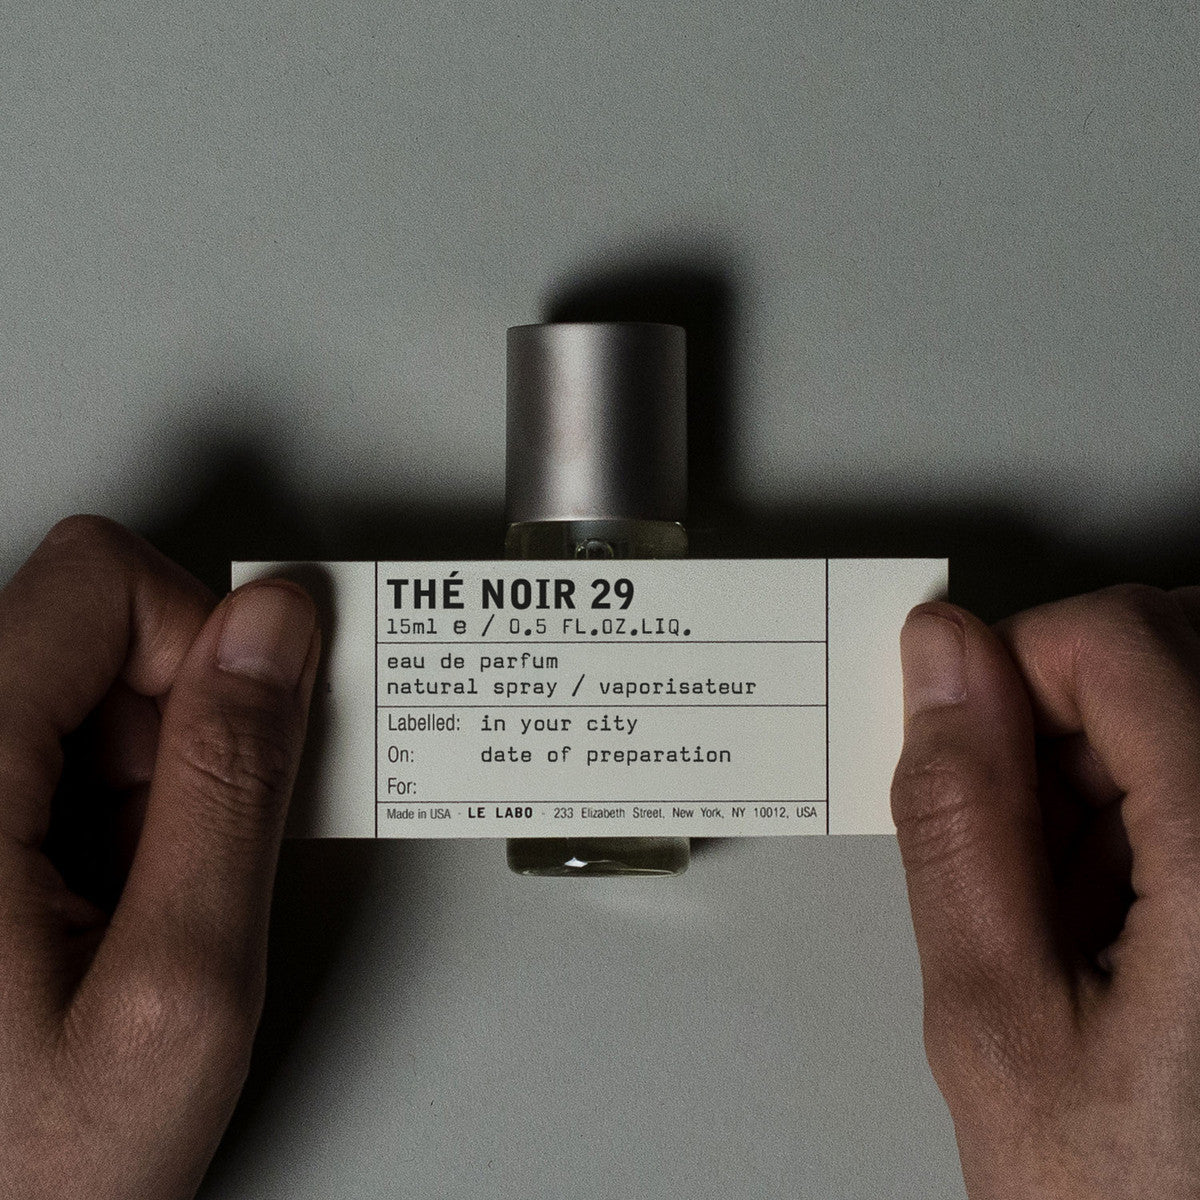 THÉ NOIR 29
15ml e / 0.5 FL.OZ.LIQ.
eau de parfum
natural spray / vaporisateur
Labelled: in your city
On: date of preparation
For:
Made in USA · LE LABO · 233 Elizabeth Street, New York, NY 10012, USA